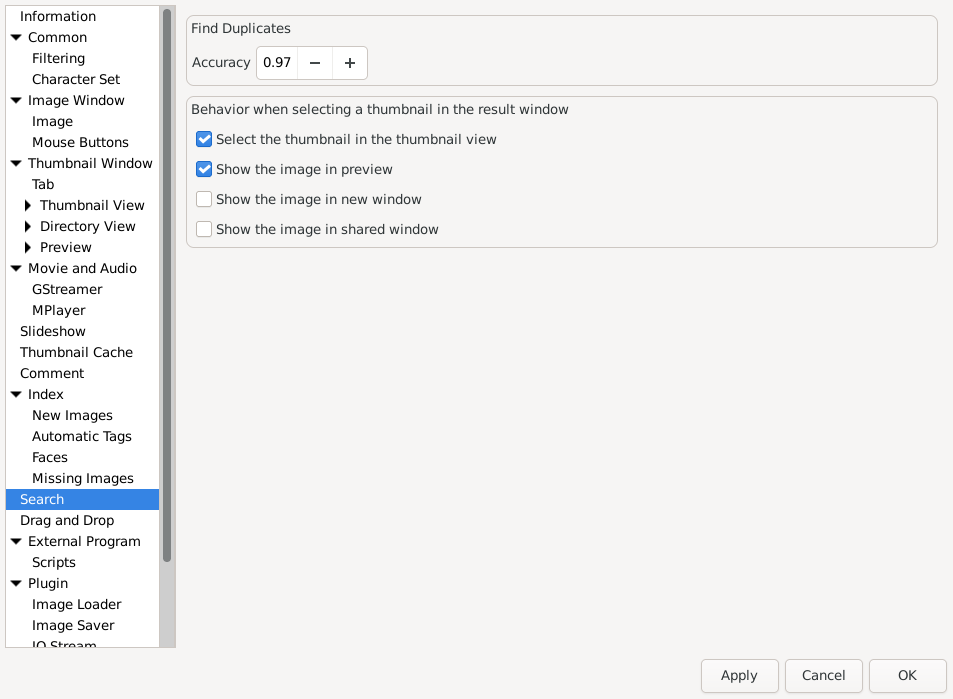 Information
Common
Filtering
Character Set
Image Window
Image
Mouse Buttons
Thumbnail Window
Tab
Thumbnail View
Directory View
Preview
Movie and Audio
GStreamer
MPlayer
Slideshow
Thumbnail Cache
Comment
Index
New Images
Automatic Tags
Faces
Missing Images
Search
Drag and Drop
External Program
Scripts
Plugin
Image Loader
Image Saver
IO Stream
Find Duplicates
Accuracy 0.97 − +
Behavior when selecting a thumbnail in the result window
Select the thumbnail in the thumbnail view
Show the image in preview
Show the image in new window
Show the image in shared window
Apply Cancel OK